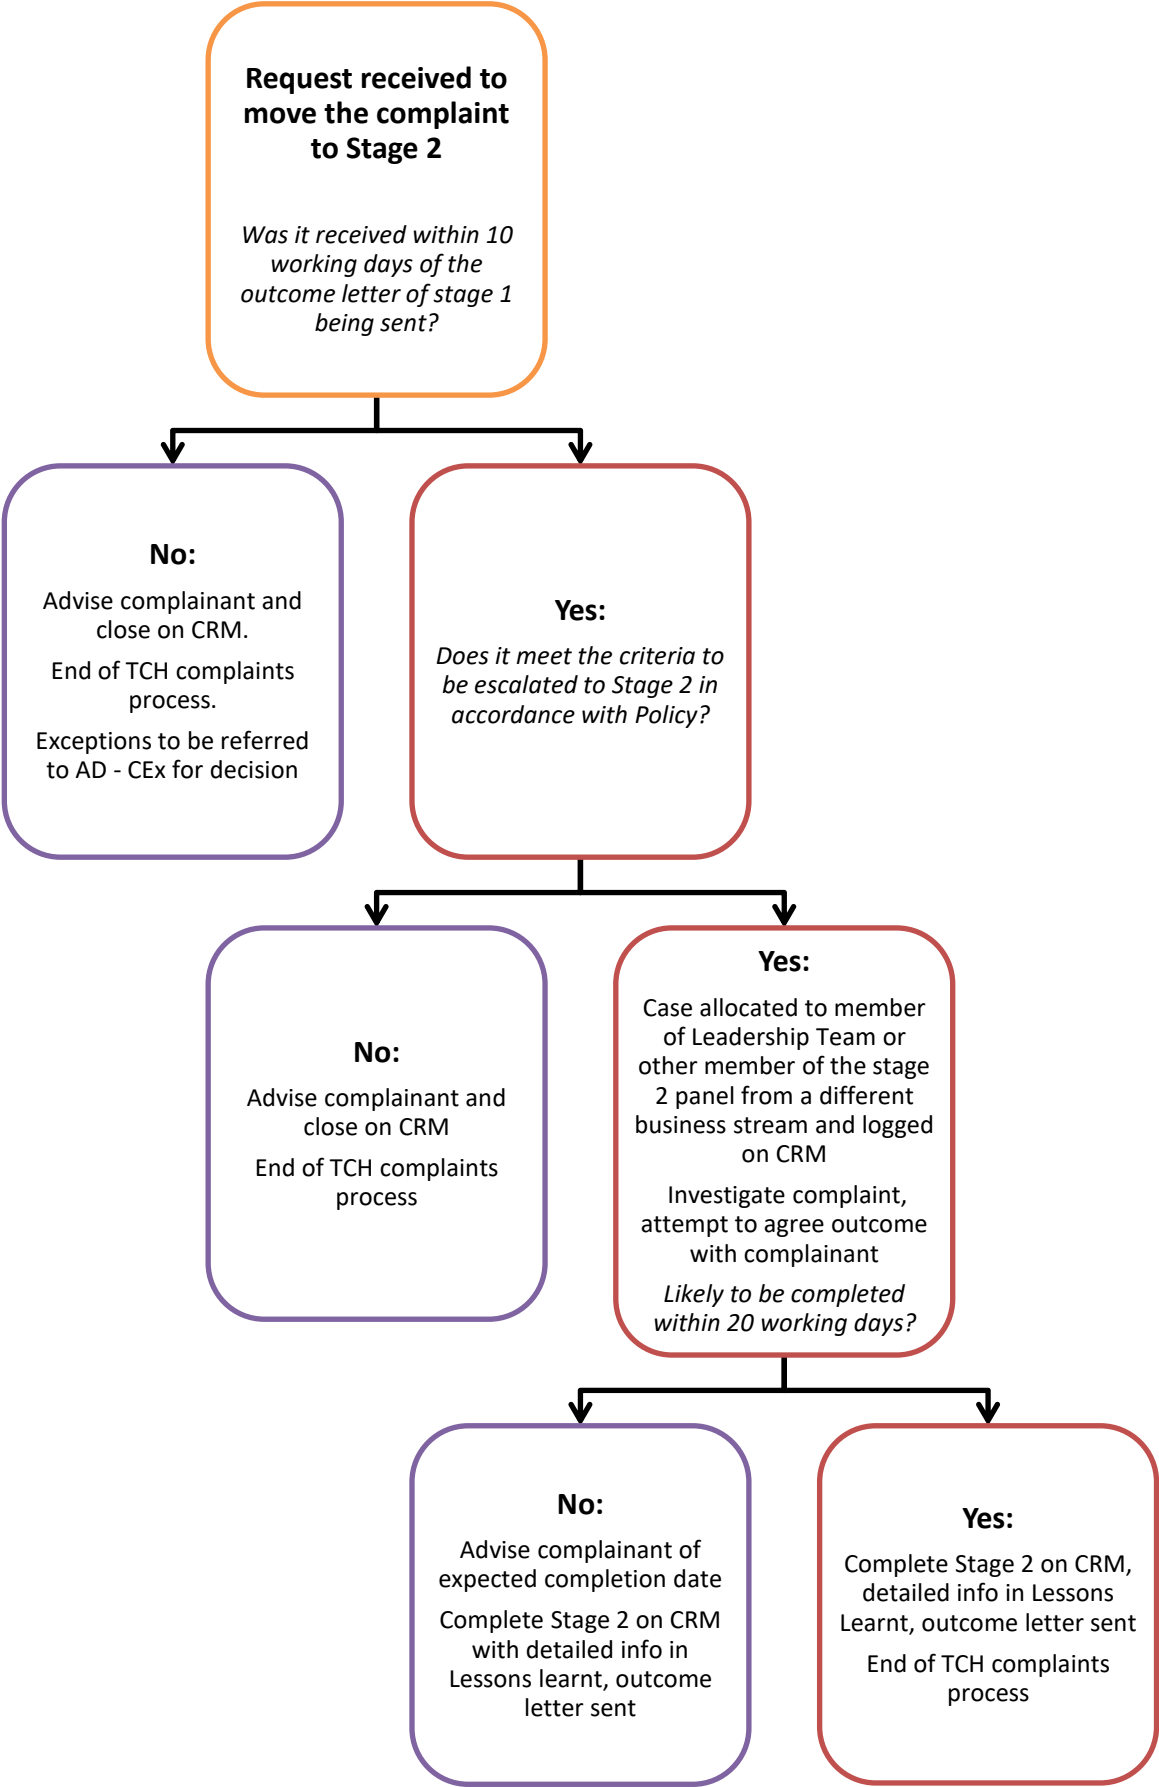 Request received to
move the complaint
to Stage 2
Was it received within 10
working days of the
outcome letter of stage 1
being sent?
No:
Advise complainant and
close on CRM.
End of TCH complaints
process.
Exceptions to be referred
to AD - CEx for decision
Yes:
Does it meet the criteria to
be escalated to Stage 2 in
accordance with Policy?
No:
Advise complainant and
close on CRM
End of TCH complaints
process
Yes:
Case allocated to member
of Leadership Team or
other member of the stage
2 panel from a different
business stream and logged
on CRM
Investigate complaint,
attempt to agree outcome
with complainant
Likely to be completed
within 20 working days?
No:
Advise complainant of
expected completion date
Complete Stage 2 on CRM
with detailed info in
Lessons learnt, outcome
letter sent
Yes:
Complete Stage 2 on CRM,
detailed info in Lessons
Learnt, outcome letter sent
End of TCH complaints
process